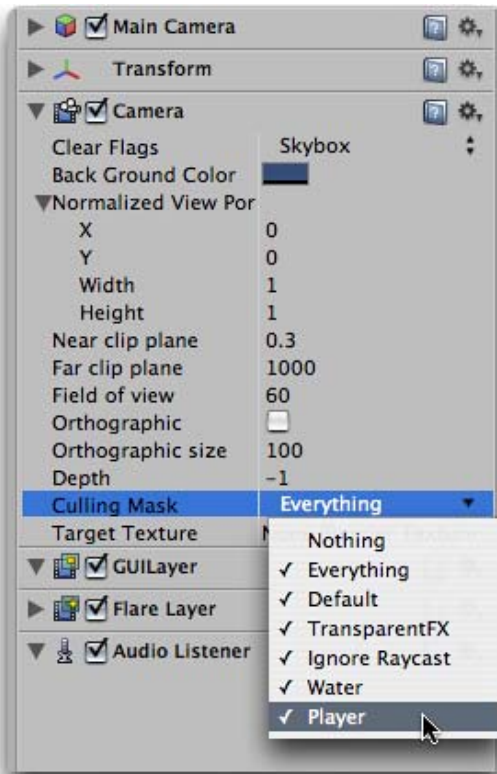 Main Camera
Transform
Camera
Clear Flags Skybox
Back Ground Color
Normalized View Por
X 0
Y 0
Width 1
Height 1
Near clip plane 0.3
Far clip plane 1000
Field of view 60
Orthographic
Orthographic size 100
Depth -1
Culling Mask Everything
Target Texture
Nothing
✓ Everything
✓ Default
✓ TransparentFX
✓ Ignore Raycast
✓ Water
✓ Player
GUILayer
Flare Layer
Audio Listener